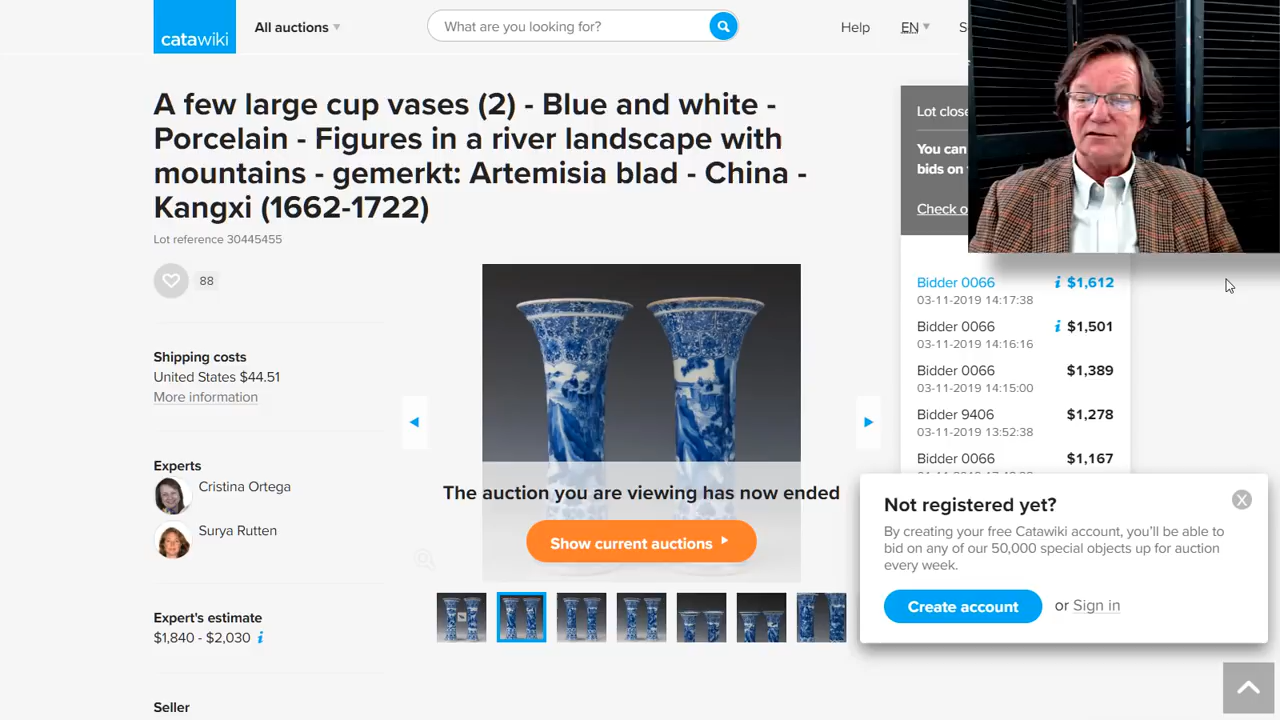 catawiki
All auctions
What are you looking for?
Help
EN
S
A few large cup vases (2) - Blue and white -
Porcelain - Figures in a river landscape with
mountains - gemerkt: Artemisia blad - China -
Kangxi (1662-1722)
Lot reference 30445455
88
Shipping costs
United States $44.51
More information
Experts
Cristina Ortega
Surya Rutten
Expert's estimate
$1,840 - $2,030 i
Seller
The auction you are viewing has now ended
Show current auctions
Lot close
You can
bids on
Check o
Bidder 0066 i $1,612
03-11-2019 14:17:38
Bidder 0066 i $1,501
03-11-2019 14:16:16
Bidder 0066 $1,389
03-11-2019 14:15:00
Bidder 9406 $1,278
03-11-2019 13:52:38
Bidder 0066 $1,167
Not registered yet?
X
By creating your free Catawiki account, you'll be able to
bid on any of our 50,000 special objects up for auction
every week.
Create account or Sign in